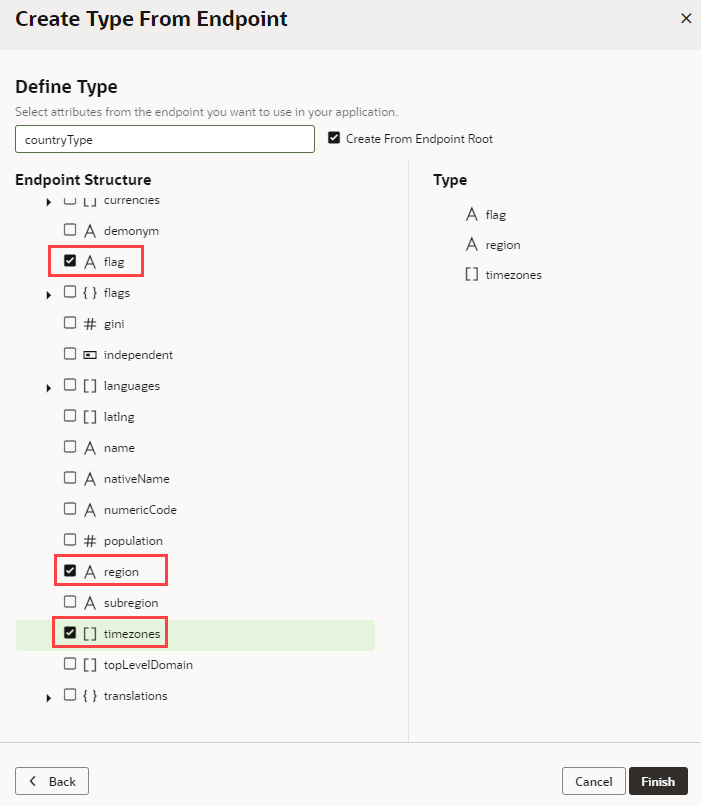 Create Type From Endpoint
Define Type
Select attributes from the endpoint you want to use in your application.
countryType
Create From Endpoint Root
Endpoint Structure
Type
[ ] currencies
A demonym
A flag
{ } flags
# gini
independent
[ ] languages
[ ] latlng
A name
A nativeName
A numericCode
# population
A region
A subregion
[ ] timezones
[ ] topLevelDomain
{ } translations
A flag
A region
[ ] timezones
Back
Cancel
Finish